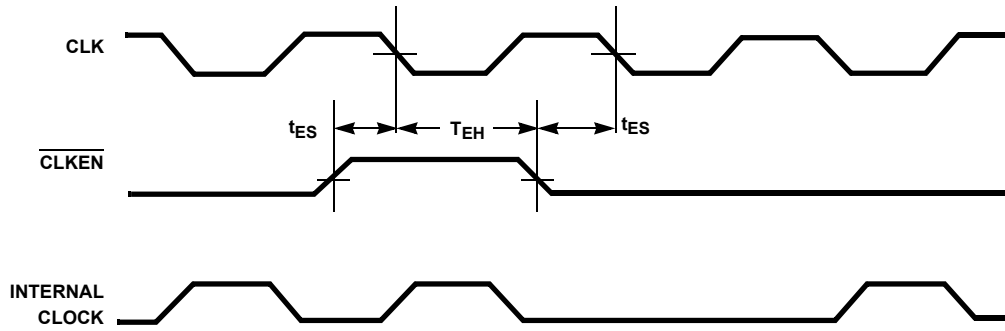 CLK
tES TEH tES
CLKEN
INTERNAL
CLOCK